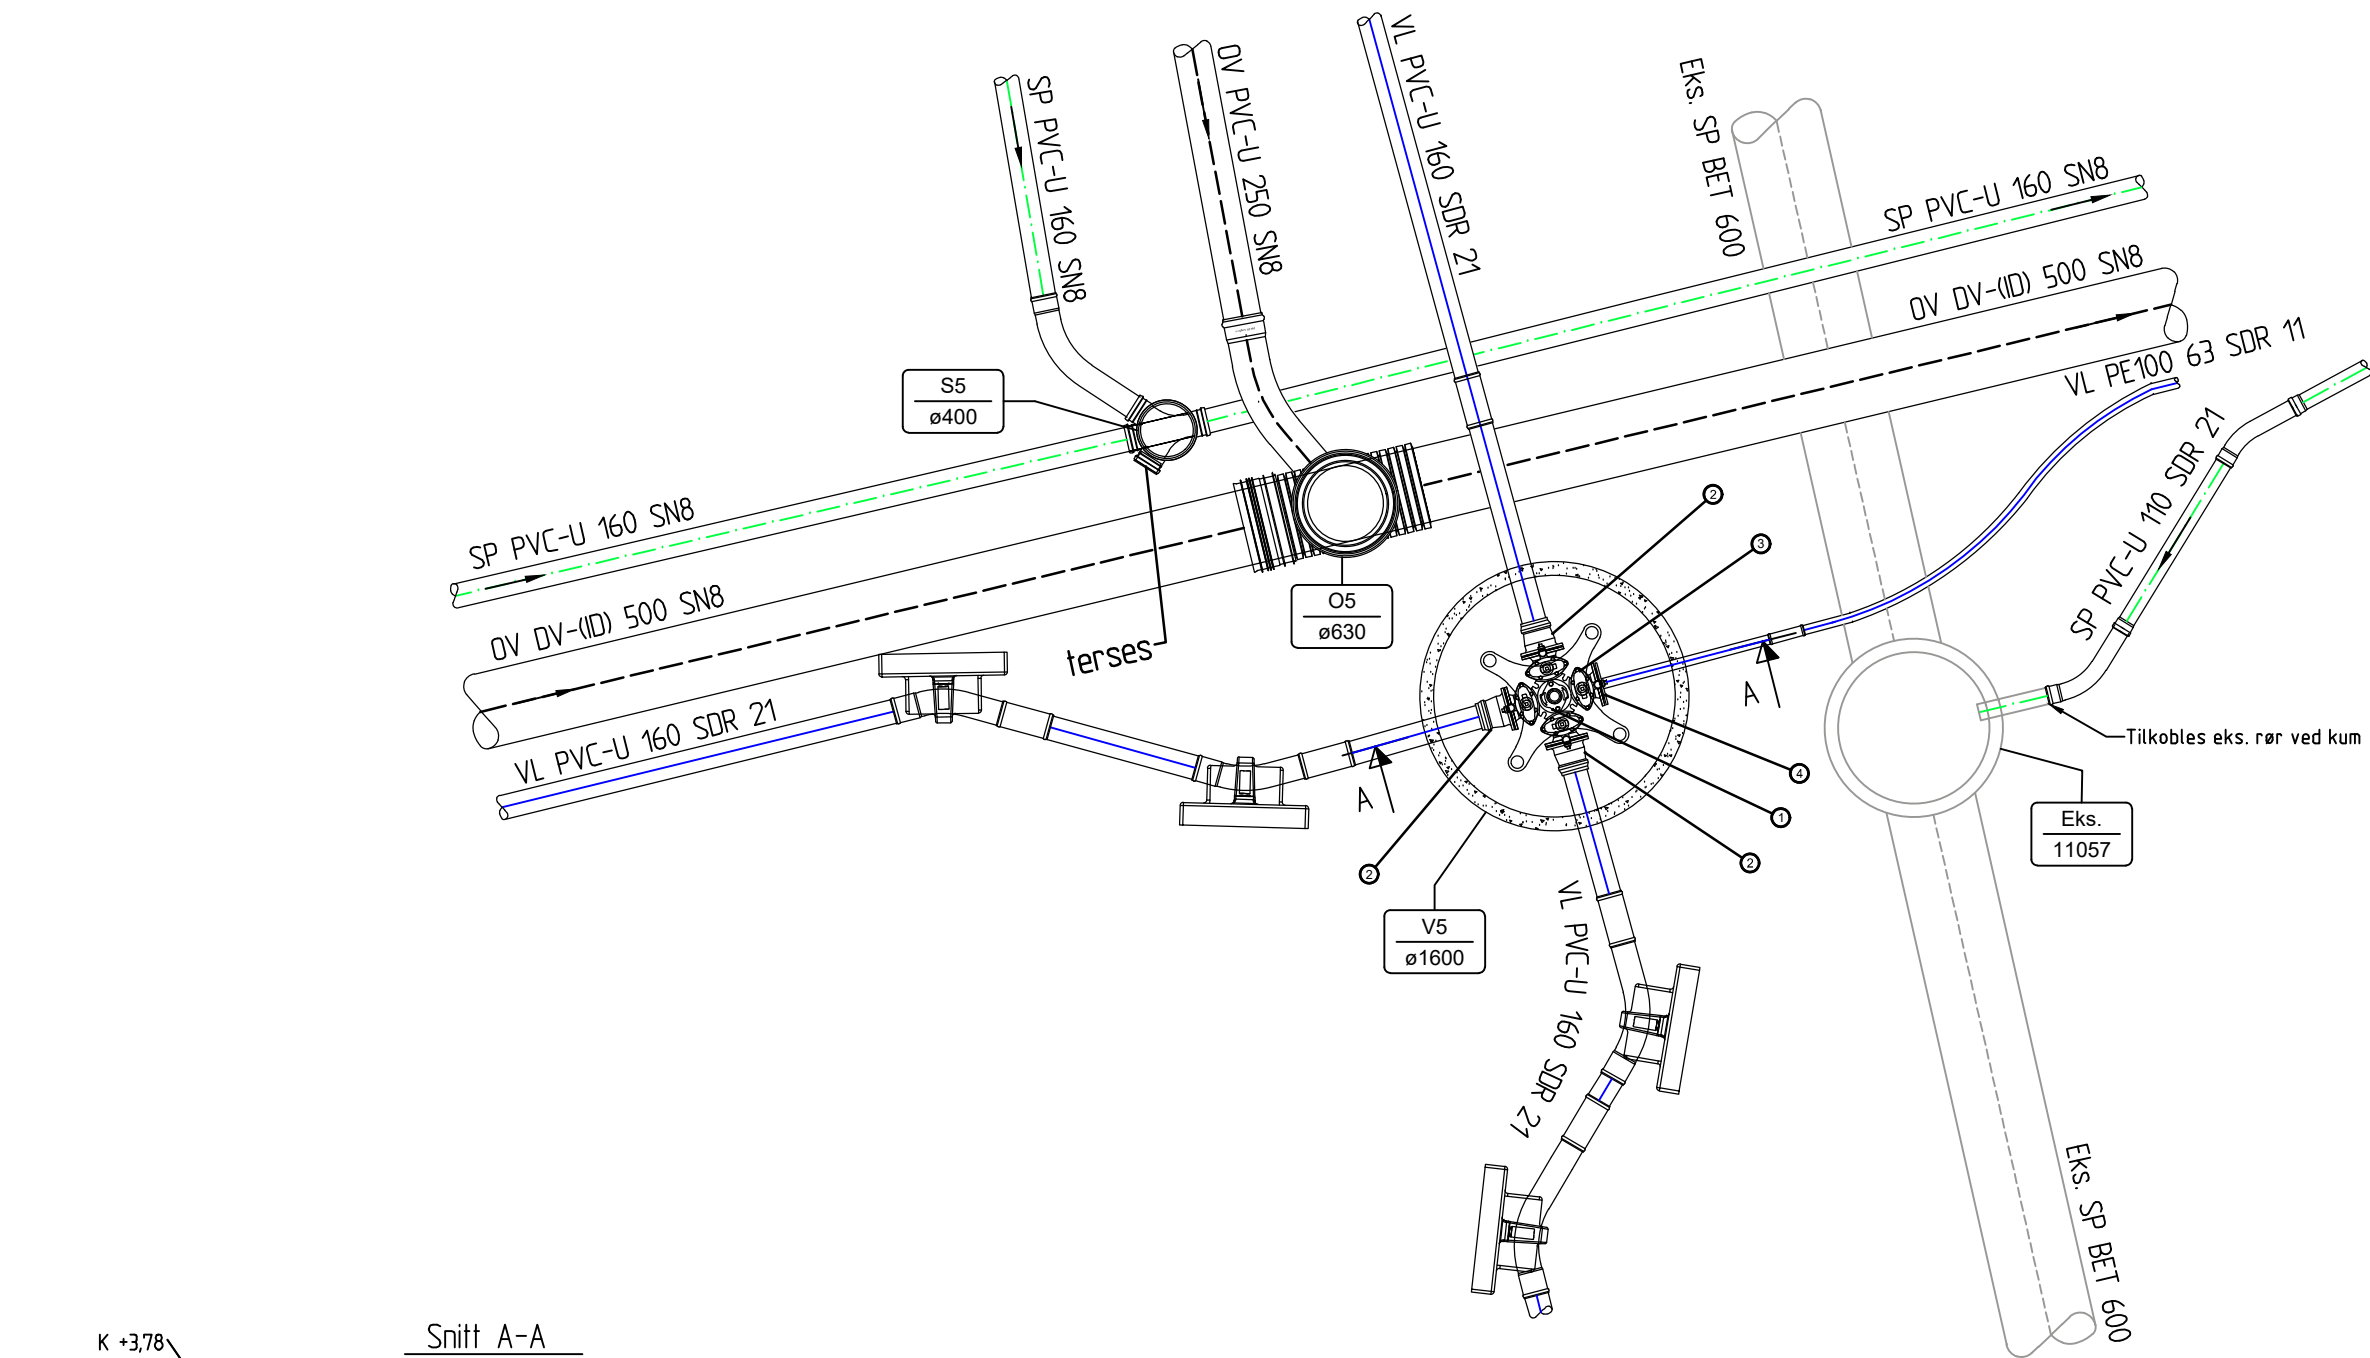 SP PVC-U 160 SN8
OV PVC-U 250 SN8
VL PVC-U 160 SDR 21
Eks. SP BET 600
SP PVC-U 160 SN8
OV DV-(ID) 500 SN8
VL PE100 63 SDR 11
S5
ø400
SP PVC-U 110 SDR 21
SP PVC-U 160 SN8
2
3
OV DV-(ID) 500 SN8
O5
ø630
terses
A
VL PVC-U 160 SDR 21
Tilkobles eks. rør ved kum
4
A
1
Eks.
11057
2
2
V5
ø1600
VL PVC-U 160 SDR 21
Eks. SP BET 600
K +3,78
Snitt A-A